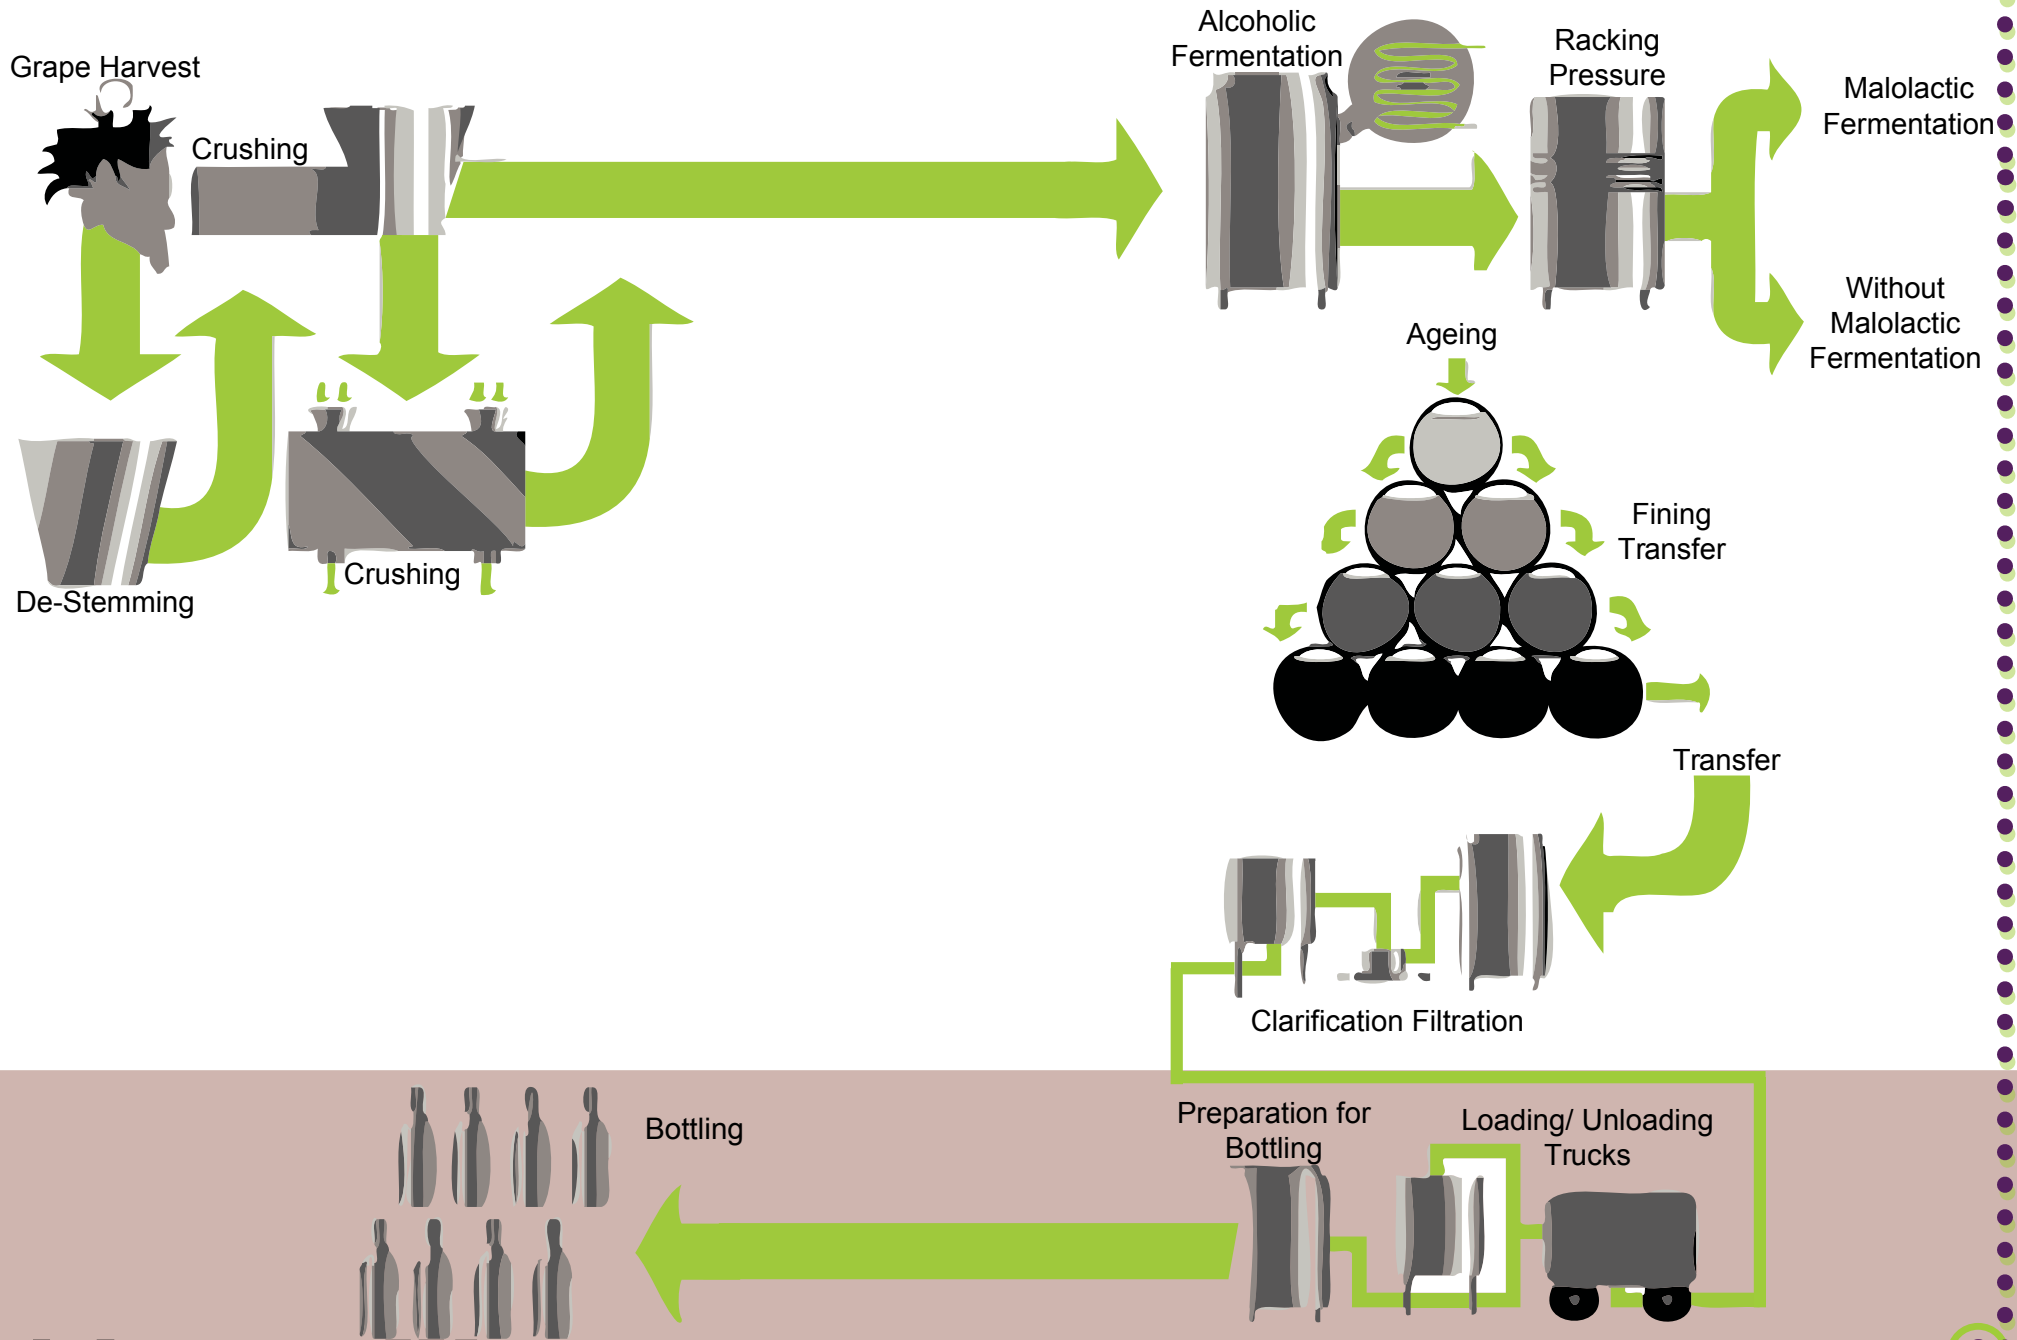 Grape Harvest
Crushing
De-Stemming
Crushing
Alcoholic
Fermentation
Racking
Pressure
Malolactic
Fermentation
Without
Malolactic
Fermentation
Ageing
Fining
Transfer
Transfer
Clarification Filtration
Loading/ Unloading
Trucks
Preparation for
Bottling
Bottling